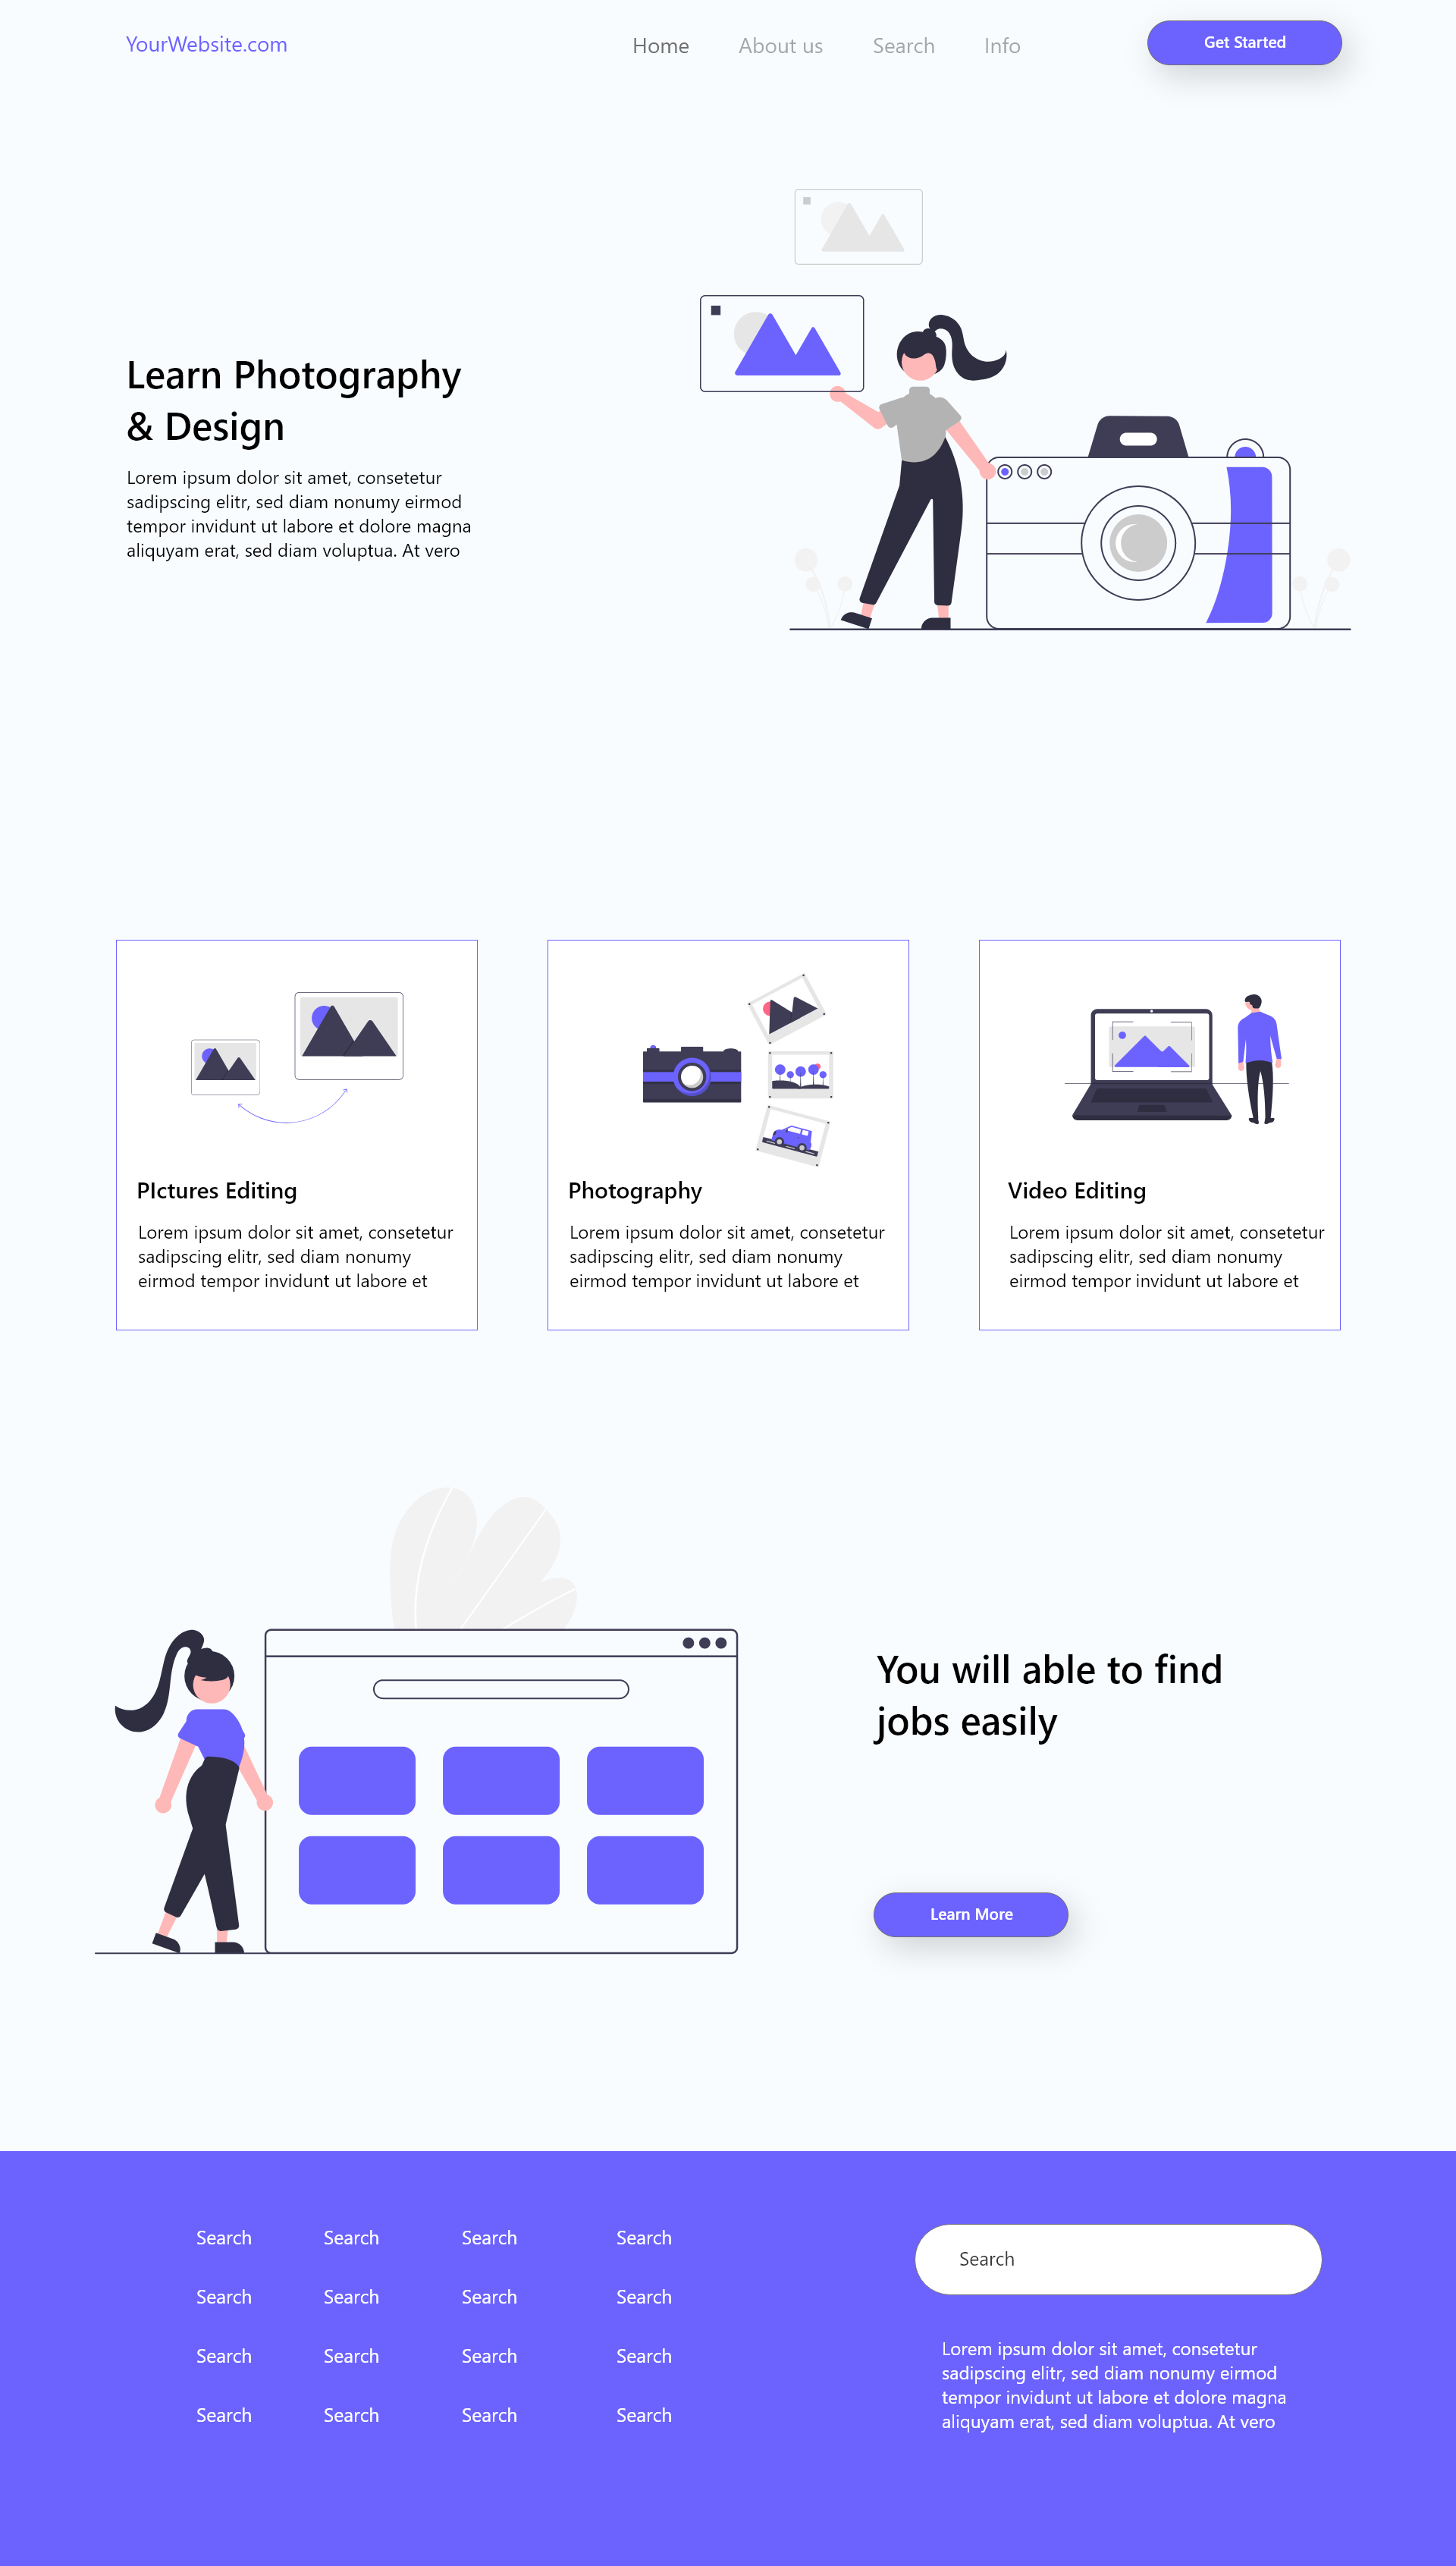 YourWebsite.com
Home
About us
Search
Info
Get Started
Learn Photography
& Design
Lorem ipsum dolor sit amet, consetetur
sadipscing elitr, sed diam nonumy eirmod
tempor invidunt ut labore et dolore magna
aliquyam erat, sed diam voluptua. At vero
PIctures Editing
Lorem ipsum dolor sit amet, consetetur
sadipscing elitr, sed diam nonumy
eirmod tempor invidunt ut labore et
Photography
Lorem ipsum dolor sit amet, consetetur
sadipscing elitr, sed diam nonumy
eirmod tempor invidunt ut labore et
Video Editing
Lorem ipsum dolor sit amet, consetetur
sadipscing elitr, sed diam nonumy
eirmod tempor invidunt ut labore et
You will able to find
jobs easily
Learn More
Search Search Search Search
Search Search Search Search
Search Search Search Search
Search Search Search Search
Search
Lorem ipsum dolor sit amet, consetetur
sadipscing elitr, sed diam nonumy eirmod
tempor invidunt ut labore et dolore magna
aliquyam erat, sed diam voluptua. At vero